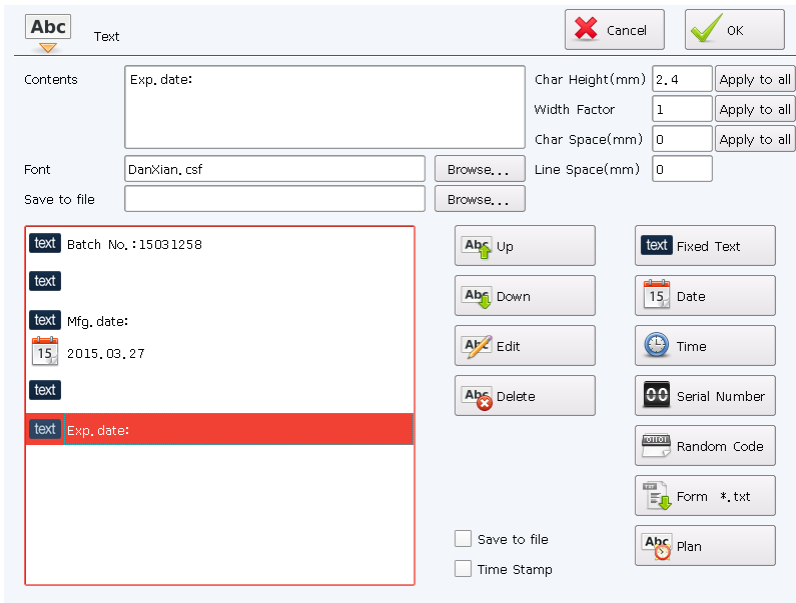 Abc
Text
Cancel
OK
Contents
Exp.date:
Char Height(mm) 2.4 Apply to all
Width Factor 1 Apply to all
Char Space(mm) 0 Apply to all
Font DanXian.csf Browse... Line Space(mm) 0
Save to file Browse...
text Batch No.:15031258
text
text Mfg.date:
15 2015.03.27
text
text Exp.date:
Abc Up
Abc Down
Abc Edit
Abc Delete
text Fixed Text
15 Date
Time
00 Serial Number
Random Code
TXT Form *.txt
Abc Plan
Save to file
Time Stamp